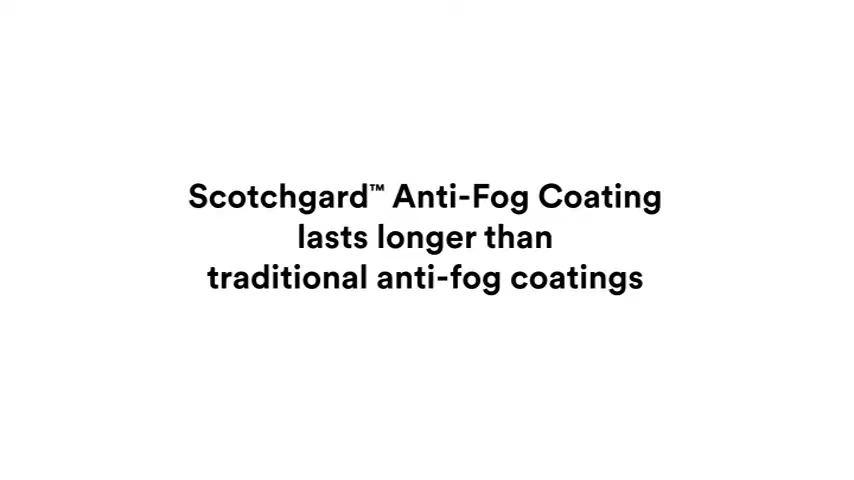 Scotchgard™ Anti-Fog Coating
lasts longer than
traditional anti-fog coatings